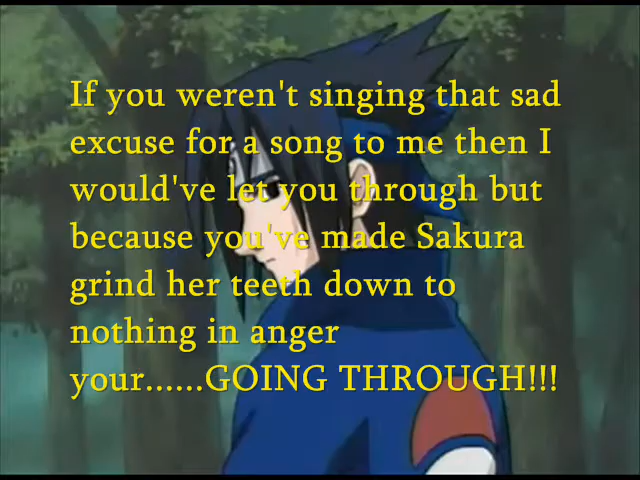 If you weren't singing that sad
excuse for a song to me then I
would've let you through but
because you've made Sakura
grind her teeth down to
nothing in anger
your......GOING THROUGH!!!